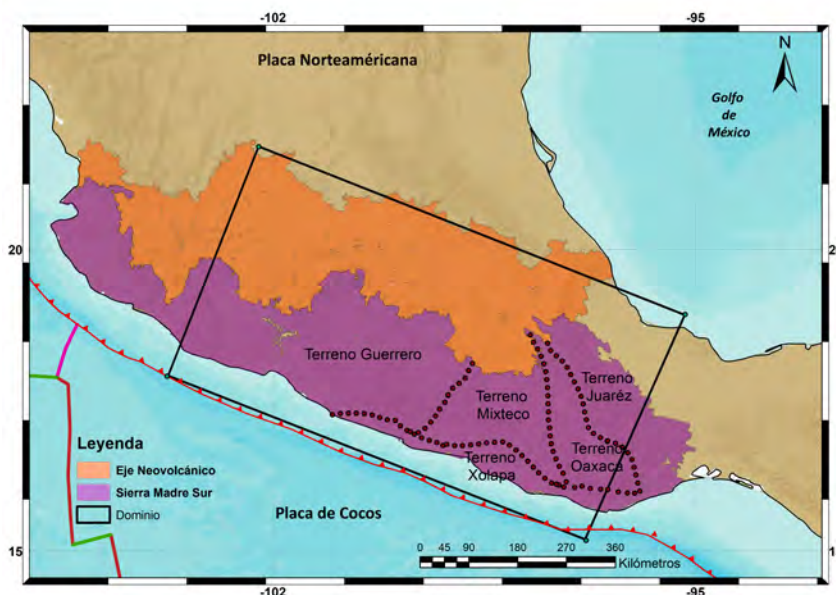 -102
-95
Placa Norteaméricana
N
Golfo
de
México
20
20
Terreno Guerrero
Terreno
Mixteco
Terreno
Juaréz
Terreno
Oaxaca
Terreno
Xolapa
Leyenda
Eje Neovolcánico
Sierra Madre Sur
Dominio
Placa de Cocos
0 45 90 180 270 360
Kilómetros
15
15
-102
-95